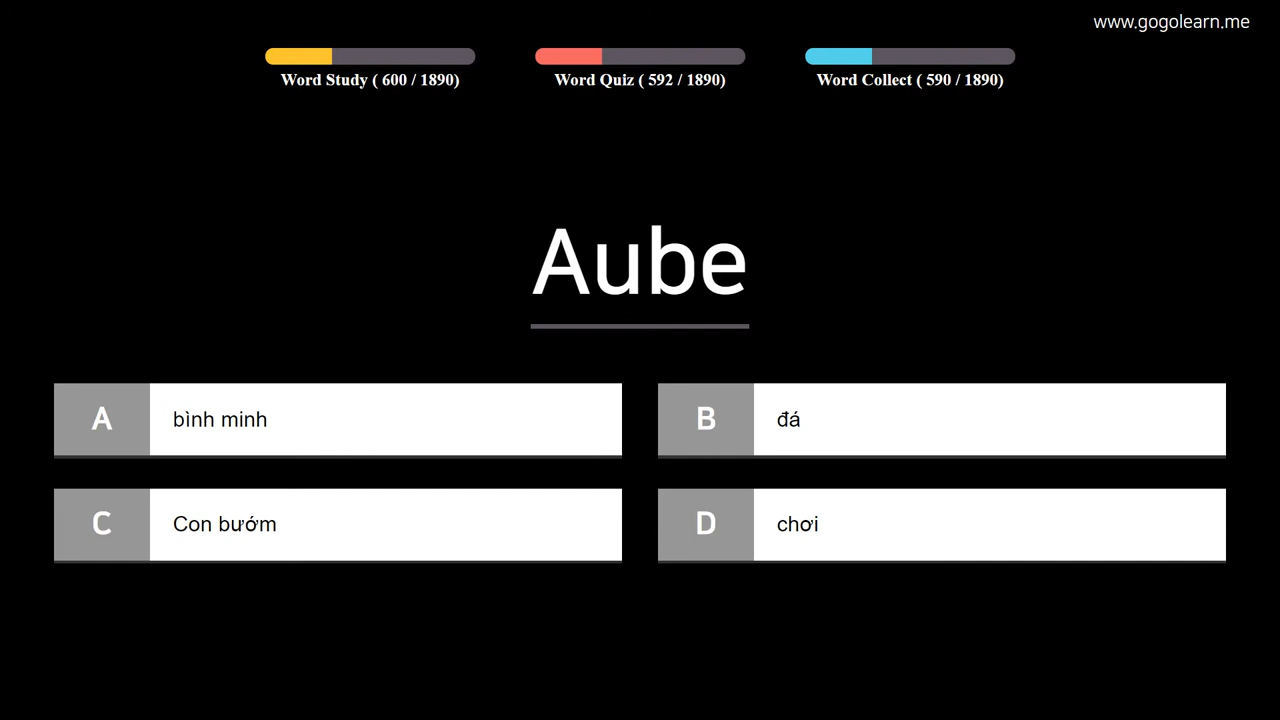 www.gogolearn.me
Word Study ( 600 / 1890)
Word Quiz ( 592 / 1890)
Word Collect ( 590 / 1890)
Aube
A
bình minh
B
đá
C
Con bướm
D
chơi